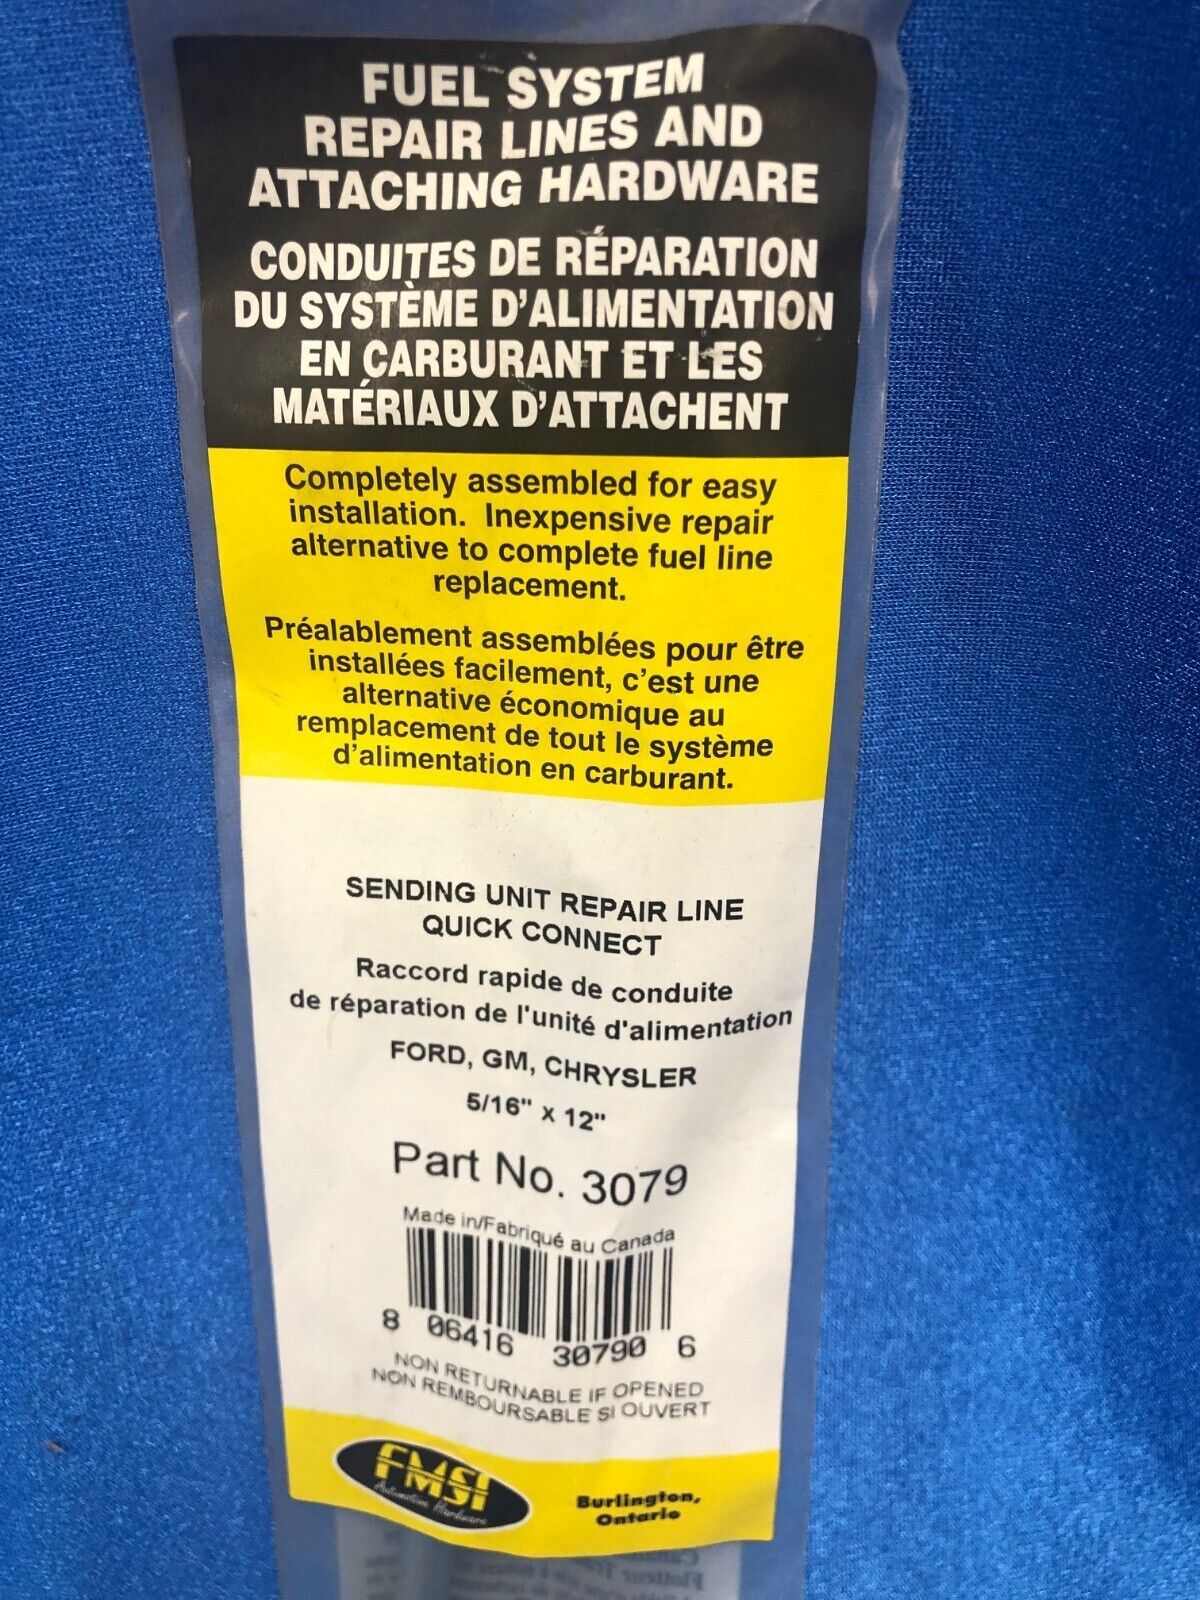 FUEL SYSTEM
REPAIR LINES AND
ATTACHING HARDWARE
CONDUITES DE RÉPARATION
DU SYSTÈME D'ALIMENTATION
EN CARBURANT ET LES
MATÉRIAUX D'ATTACHENT
Completely assembled for easy
installation. Inexpensive repair
alternative to complete fuel line
replacement.
Préalablement assemblées pour être
installées facilement, c'est une
alternative économique au
remplacement de tout le système
d'alimentation en carburant.
SENDING UNIT REPAIR LINE
QUICK CONNECT
Raccord rapide de conduite
de réparation de l'unité d'alimentation
FORD, GM, CHRYSLER
5/16" x 12"
Part No. 3079
Made in/Fabriqué au Canada
8 06416 30790 6
NON RETURNABLE IF OPENED
NON REMBOURSABLE SI OUVERT
FMSI
Automotive Hardware
Burlington,
Ontario